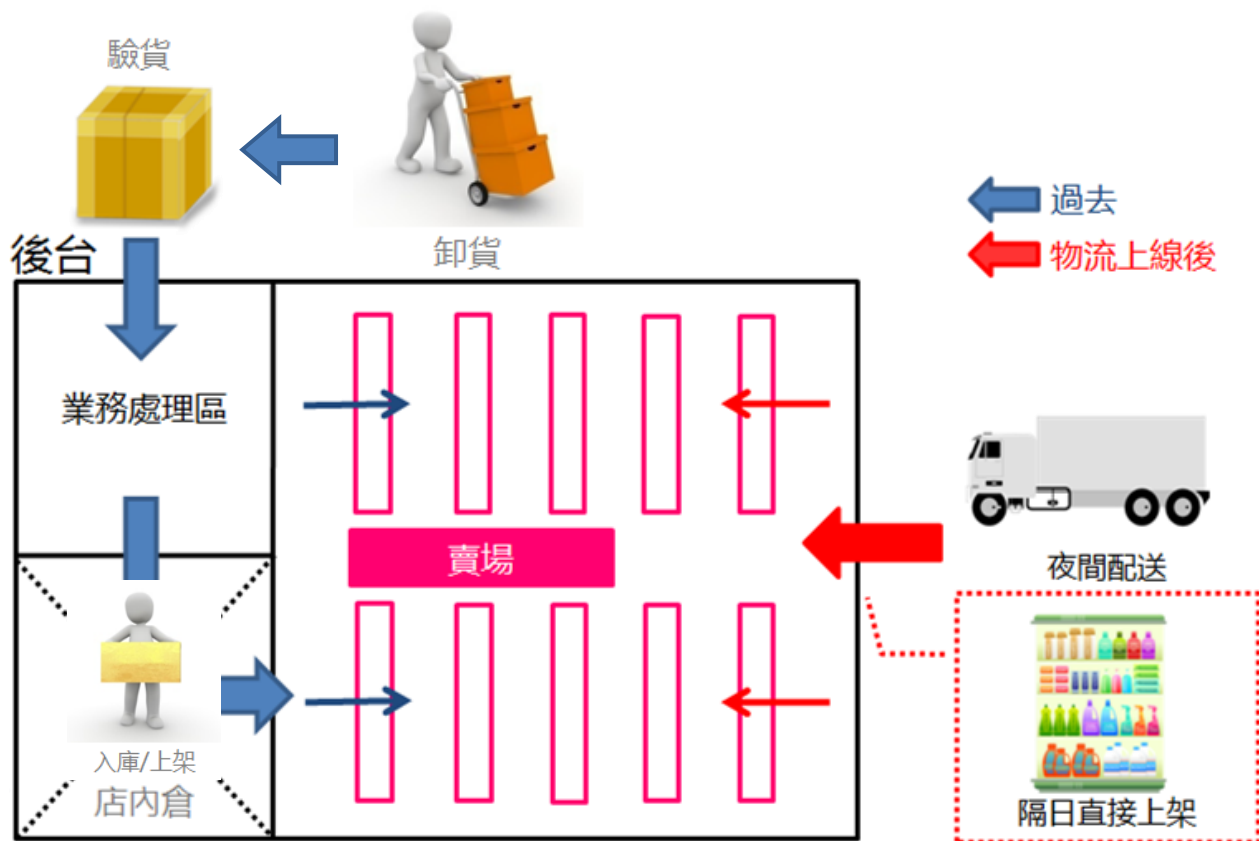 驗貨
卸貨
過去
物流上線後
後台
業務處理區
賣場
夜間配送
入庫/上架
店內倉
隔日直接上架